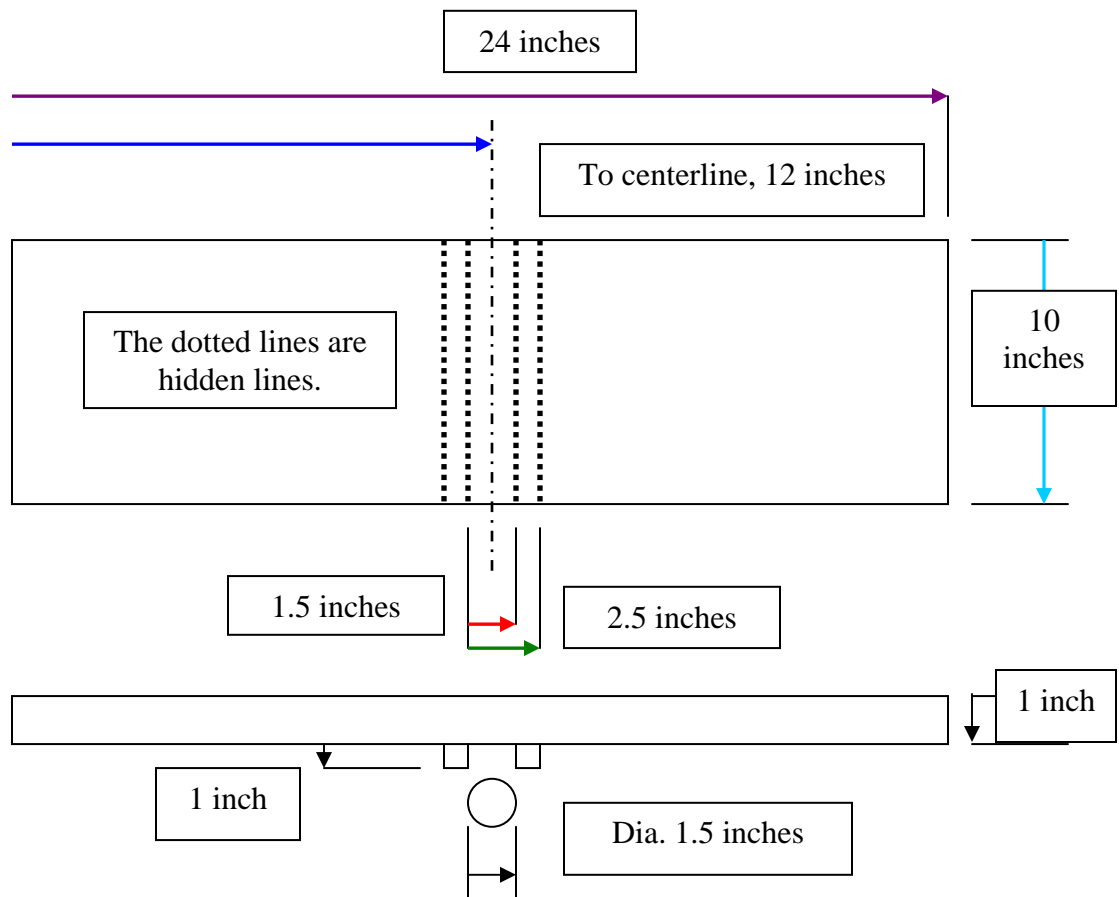 24 inches
To centerline, 12 inches
The dotted lines are
hidden lines.
10
inches
1.5 inches
2.5 inches
1 inch
1 inch
Dia. 1.5 inches